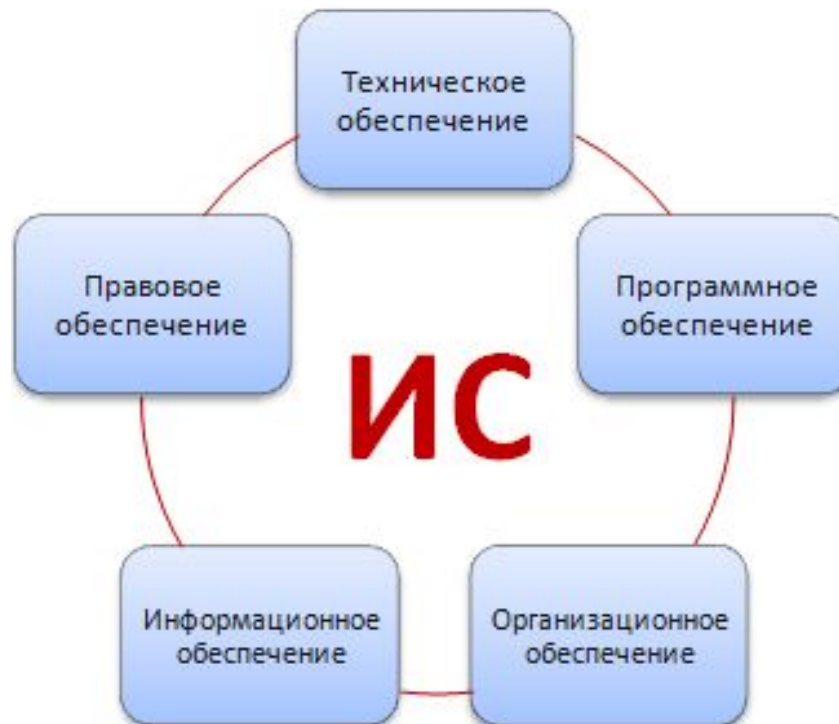 Техническое
обеспечение
Правовое
обеспечение
Программное
обеспечение
ИС
Информационное
обеспечение
Организационное
обеспечение